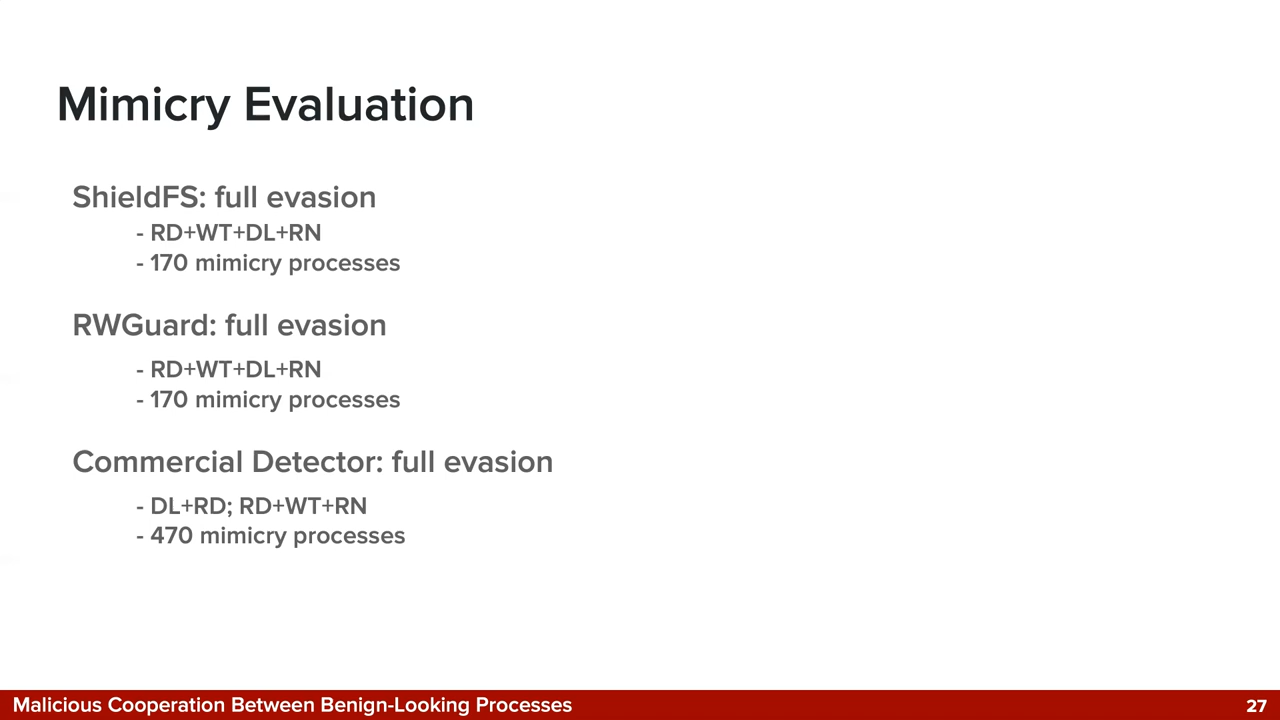 Mimicry Evaluation
ShieldFS: full evasion
- RD+WT+DL+RN
- 170 mimicry processes
RWGuard: full evasion
- RD+WT+DL+RN
- 170 mimicry processes
Commercial Detector: full evasion
- DL+RD; RD+WT+RN
- 470 mimicry processes
Malicious Cooperation Between Benign-Looking Processes
27